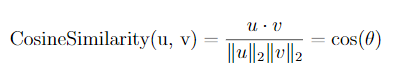 CosineSimilarity(u, v) = u · v / ‖u‖₂‖v‖₂ = cos(θ)